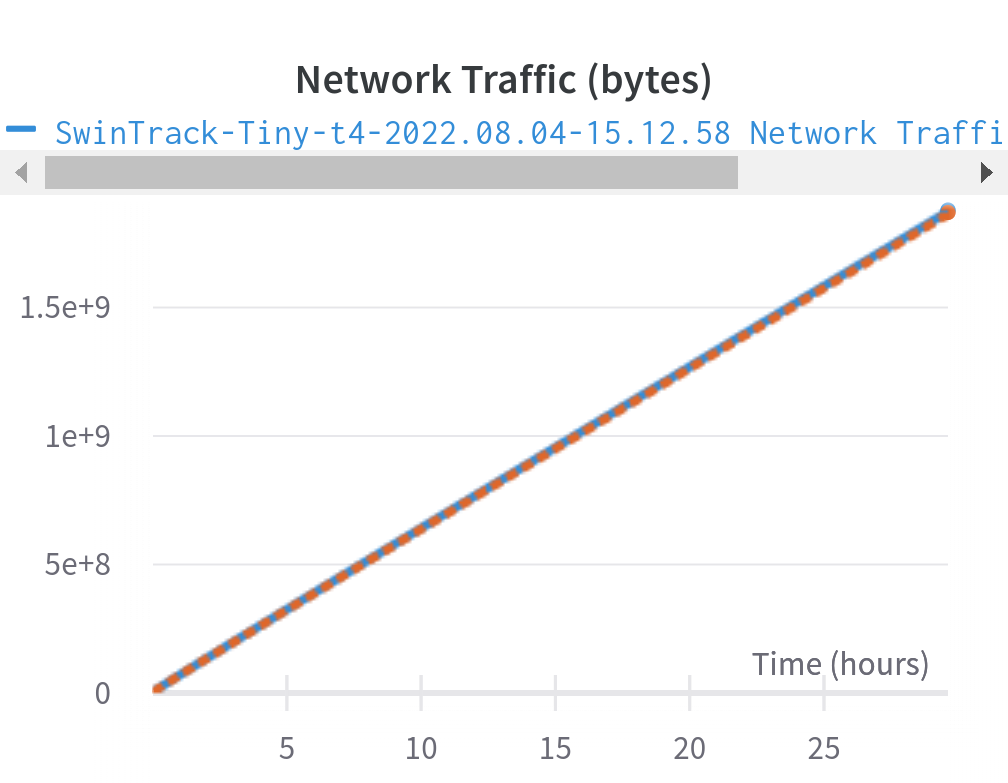 Network Traffic (bytes)
SwinTrack-Tiny-t4-2022.08.04-15.12.58 Network Traffi
1.5e+9
1e+9
5e+8
Time (hours)
0
5 10 15 20 25